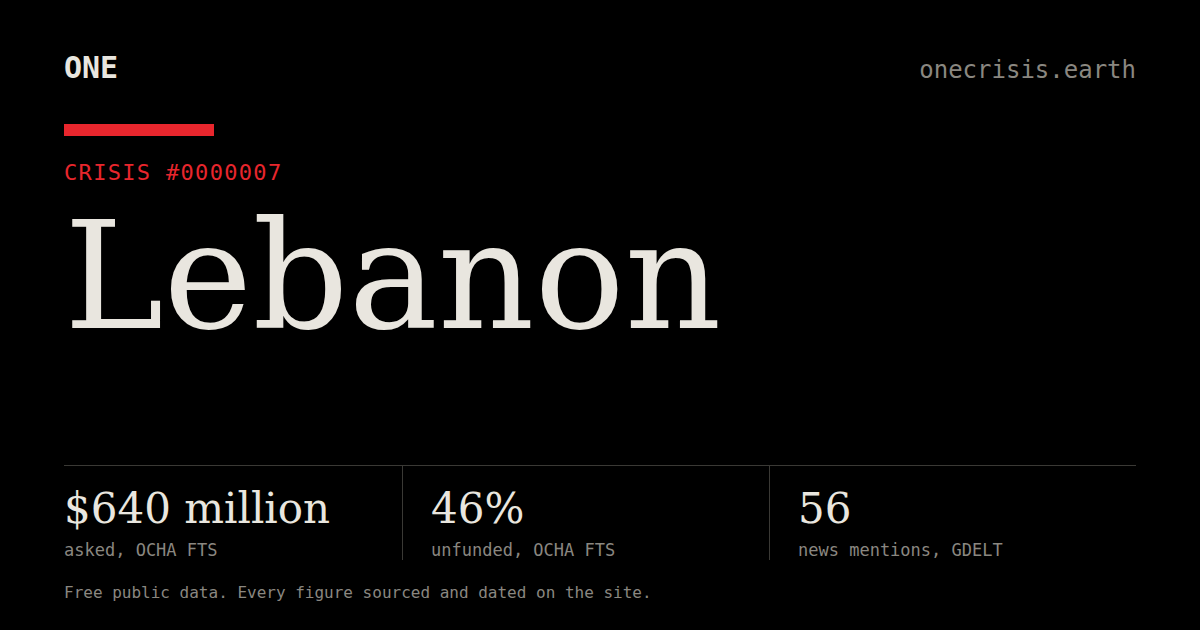 ONE
onecrisis.earth
CRISIS #0000007
Lebanon
$640 million
asked, OCHA FTS
46%
unfunded, OCHA FTS
56
news mentions, GDELT
Free public data. Every figure sourced and dated on the site.